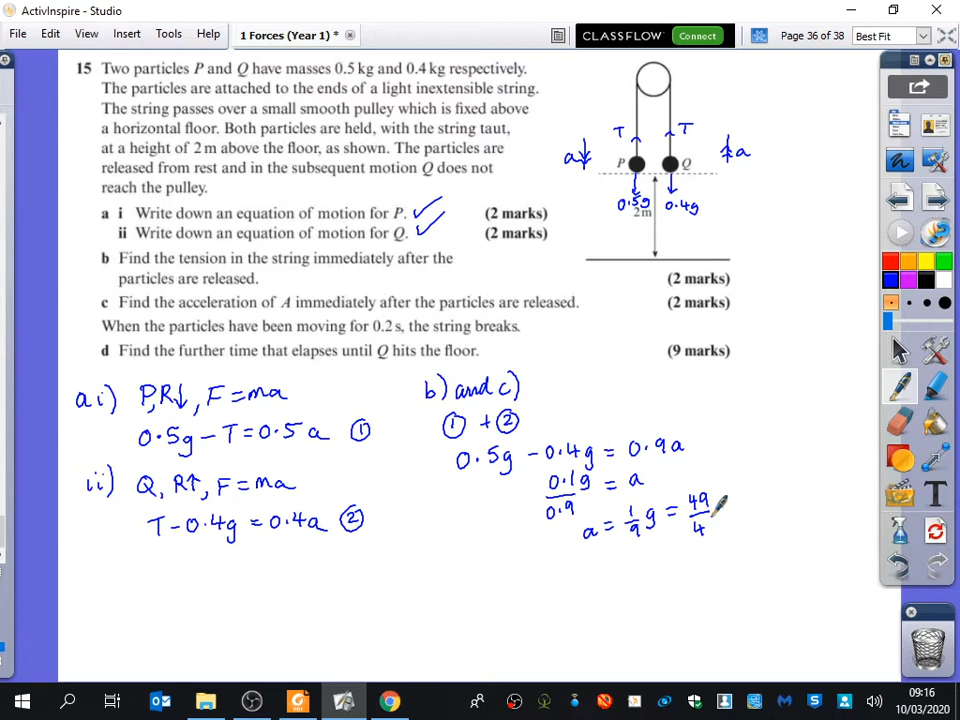 ActivInspire - Studio
File Edit View Insert Tools Help
1 Forces (Year 1) *
CLASSFLOW Connect
Page 36 of 38
Best Fit
15 Two particles P and Q have masses 0.5 kg and 0.4 kg respectively.
The particles are attached to the ends of a light inextensible string.
The string passes over a small smooth pulley which is fixed above
a horizontal floor. Both particles are held, with the string taut,
at a height of 2 m above the floor, as shown. The particles are
released from rest and in the subsequent motion Q does not
reach the pulley.
T T
a P Q a
0.5g 0.4g
2 m
a i Write down an equation of motion for P. (2 marks)
ii Write down an equation of motion for Q. (2 marks)
b Find the tension in the string immediately after the
particles are released. (2 marks)
c Find the acceleration of A immediately after the particles are released. (2 marks)
When the particles have been moving for 0.2 s, the string breaks.
d Find the further time that elapses until Q hits the floor. (9 marks)
a i) P, R↓, F = ma
0.5g - T = 0.5a ①
ii) Q, R↑, F = ma
T - 0.4g = 0.4a ②
b) and c)
① + ②
0.5g - 0.4g = 0.9a
0.1g/0.9 = a
a = 1/9 g = 49/4
09:16
10/03/2020